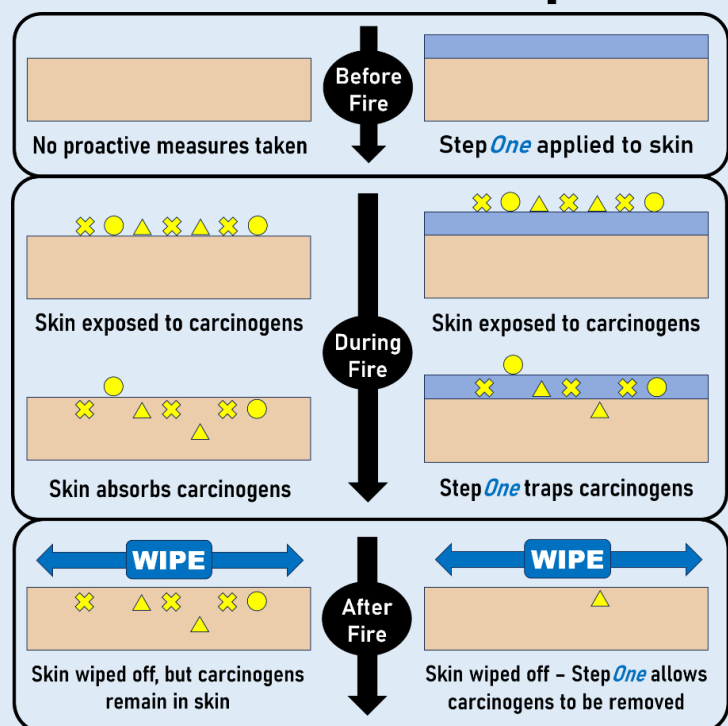 Before
Fire
No proactive measures taken
Step One applied to skin
Skin exposed to carcinogens
Skin exposed to carcinogens
During
Fire
Skin absorbs carcinogens
Step One traps carcinogens
WIPE
WIPE
After
Fire
Skin wiped off, but carcinogens
remain in skin
Skin wiped off – Step One allows
carcinogens to be removed